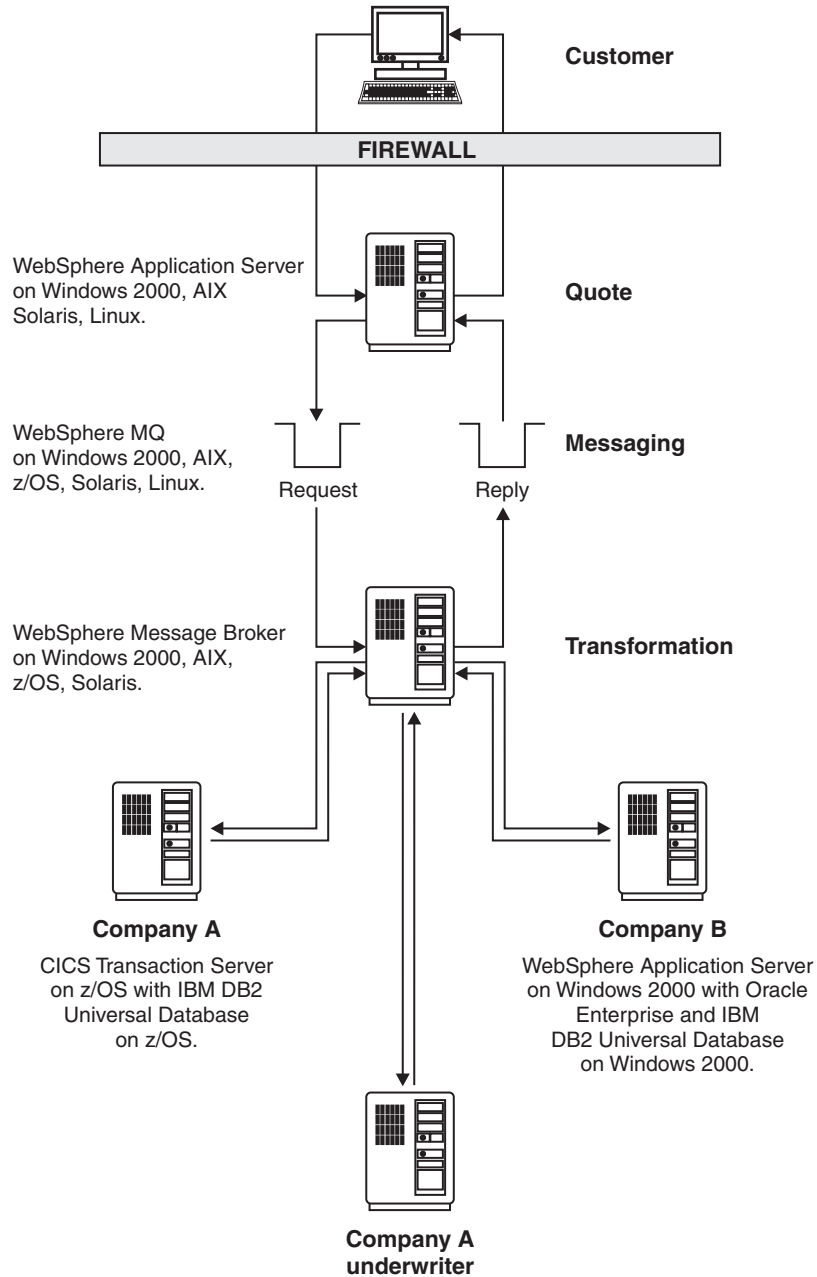 Customer
FIREWALL
WebSphere Application Server
on Windows 2000, AIX
Solaris, Linux.
Quote
WebSphere MQ
on Windows 2000, AIX,
z/OS, Solaris, Linux.
Messaging
Request
Reply
WebSphere Message Broker
on Windows 2000, AIX,
z/OS, Solaris.
Transformation
Company A
CICS Transaction Server
on z/OS with IBM DB2
Universal Database
on z/OS.
Company B
WebSphere Application Server
on Windows 2000 with Oracle
Enterprise and IBM
DB2 Universal Database
on Windows 2000.
Company A
underwriter